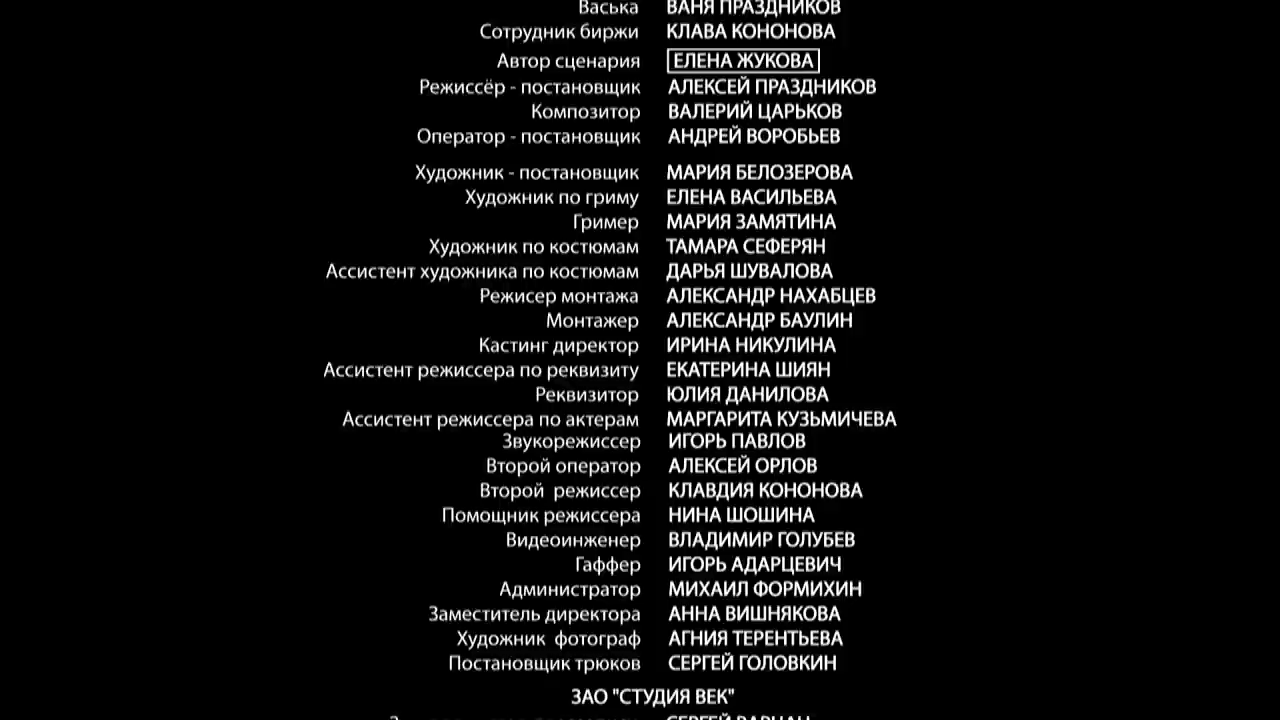 Васька ВАНЯ ПРАЗДНИКОВ
Сотрудник биржи КЛАВА КОНОНОВА
Автор сценария ЕЛЕНА ЖУКОВА
Режиссёр - постановщик АЛЕКСЕЙ ПРАЗДНИКОВ
Композитор ВАЛЕРИЙ ЦАРЬКОВ
Оператор - постановщик АНДРЕЙ ВОРОБЬЕВ
Художник - постановщик МАРИЯ БЕЛОЗЕРОВА
Художник по гриму ЕЛЕНА ВАСИЛЬЕВА
Гример МАРИЯ ЗАМЯТИНА
Художник по костюмам ТАМАРА СЕФЕРЯН
Ассистент художника по костюмам ДАРЬЯ ШУВАЛОВА
Режисер монтажа АЛЕКСАНДР НАХАБЦЕВ
Монтажер АЛЕКСАНДР БАУЛИН
Кастинг директор ИРИНА НИКУЛИНА
Ассистент режиссера по реквизиту ЕКАТЕРИНА ШИЯН
Реквизитор ЮЛИЯ ДАНИЛОВА
Ассистент режиссера по актерам МАРГАРИТА КУЗЬМИЧЕВА
Звукорежиссер ИГОРЬ ПАВЛОВ
Второй оператор АЛЕКСЕЙ ОРЛОВ
Второй режиссер КЛАВДИЯ КОНОНОВА
Помощник режиссера НИНА ШОШИНА
Видеоинженер ВЛАДИМИР ГОЛУБЕВ
Гаффер ИГОРЬ АДАРЦЕВИЧ
Администратор МИХАИЛ ФОРМИХИН
Заместитель директора АННА ВИШНЯКОВА
Художник фотограф АГНИЯ ТЕРЕНТЬЕВА
Постановщик трюков СЕРГЕЙ ГОЛОВКИН
ЗАО "СТУДИЯ ВЕК"
СЕРГЕЙ